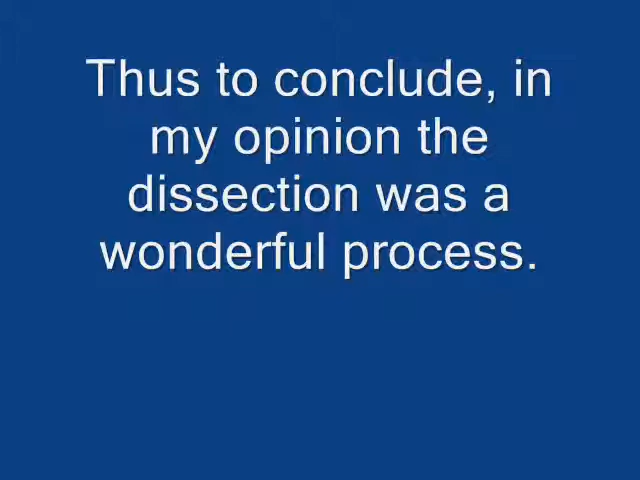 Thus to conclude, in
my opinion the
dissection was a
wonderful process.